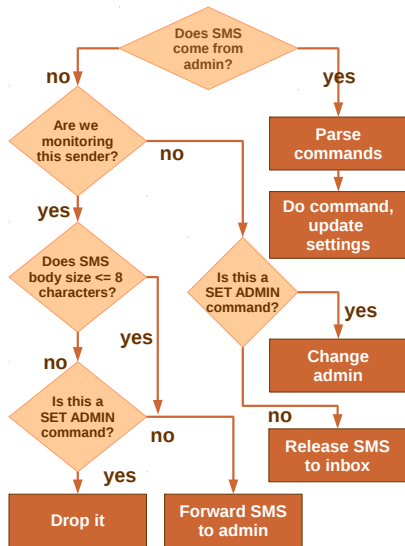 Does SMS
come from
admin?
no
yes
Are we
monitoring
this sender?
no
Parse
commands
yes
Do command,
update
settings
Does SMS
body size <= 8
characters?
Is this a
SET ADMIN
command?
yes
yes
no
Change
admin
Is this a
SET ADMIN
command?
no
no
Release SMS
to inbox
yes
Drop it
Forward SMS
to admin